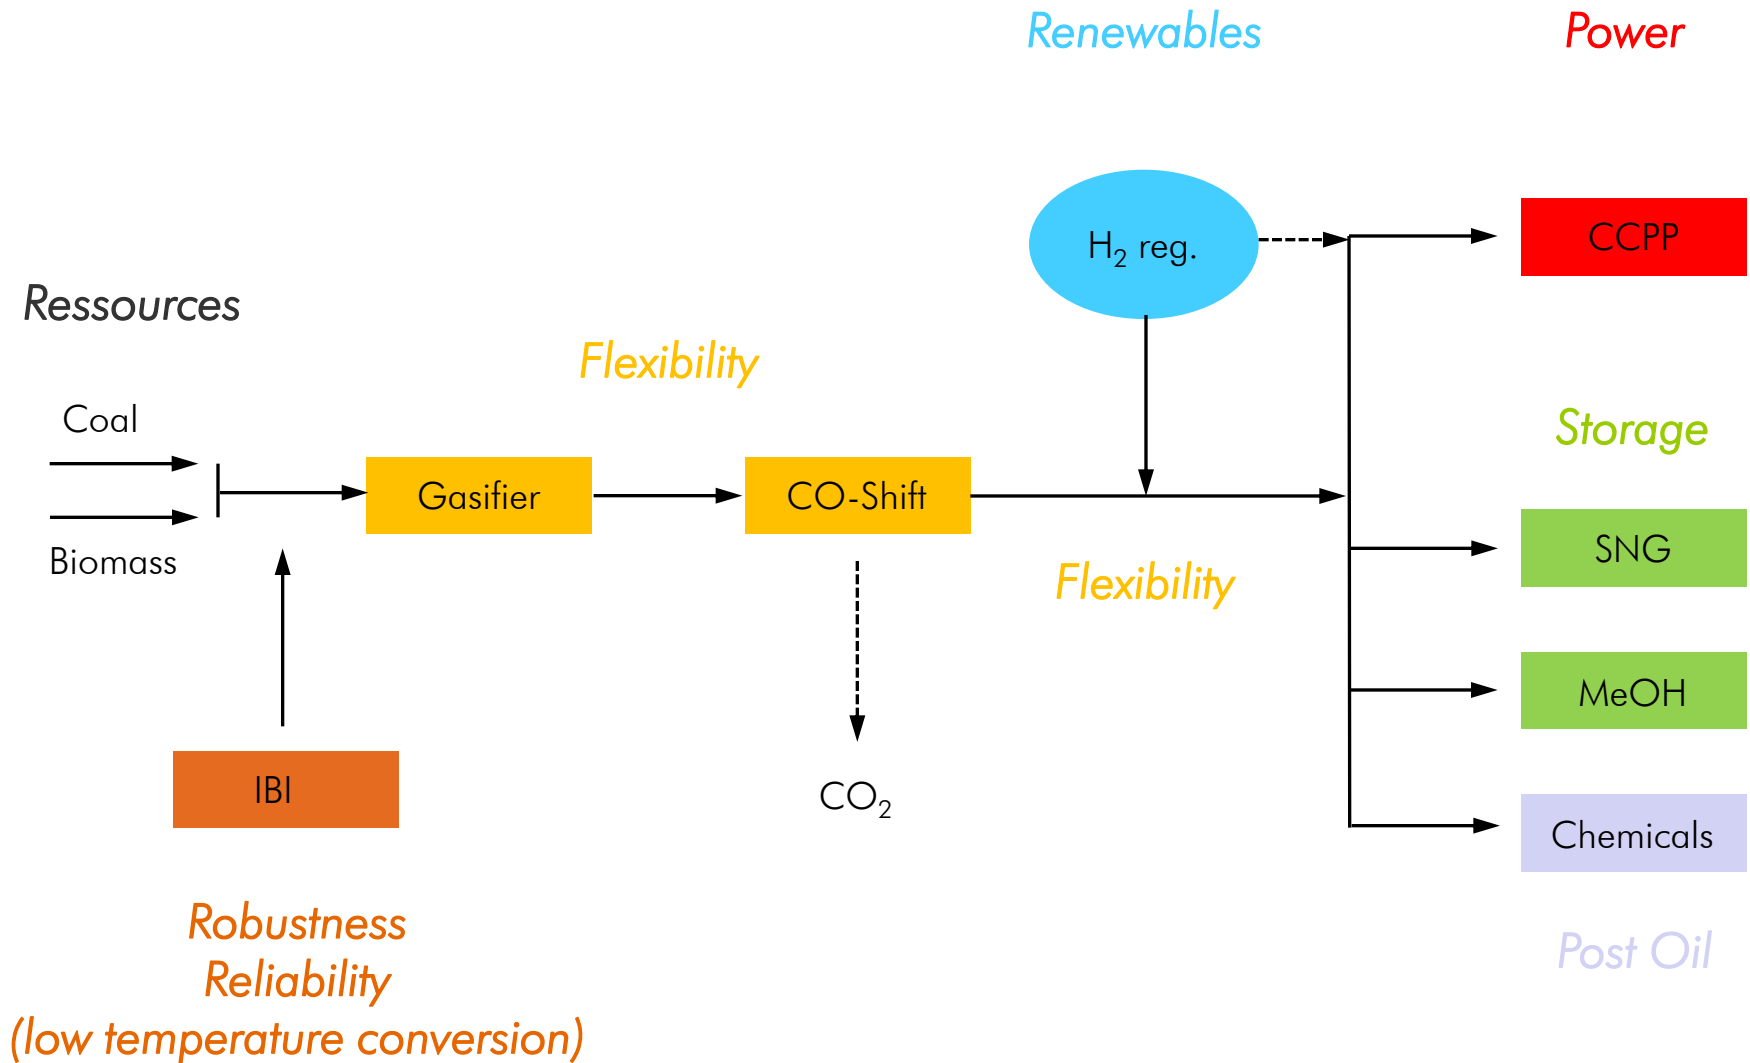 Renewables
Power
H₂ reg.
CCPP
Ressources
Flexibility
Coal
Storage
Gasifier
CO-Shift
Biomass
SNG
Flexibility
MeOH
IBI
CO₂
Chemicals
Robustness
Reliability
(low temperature conversion)
Post Oil